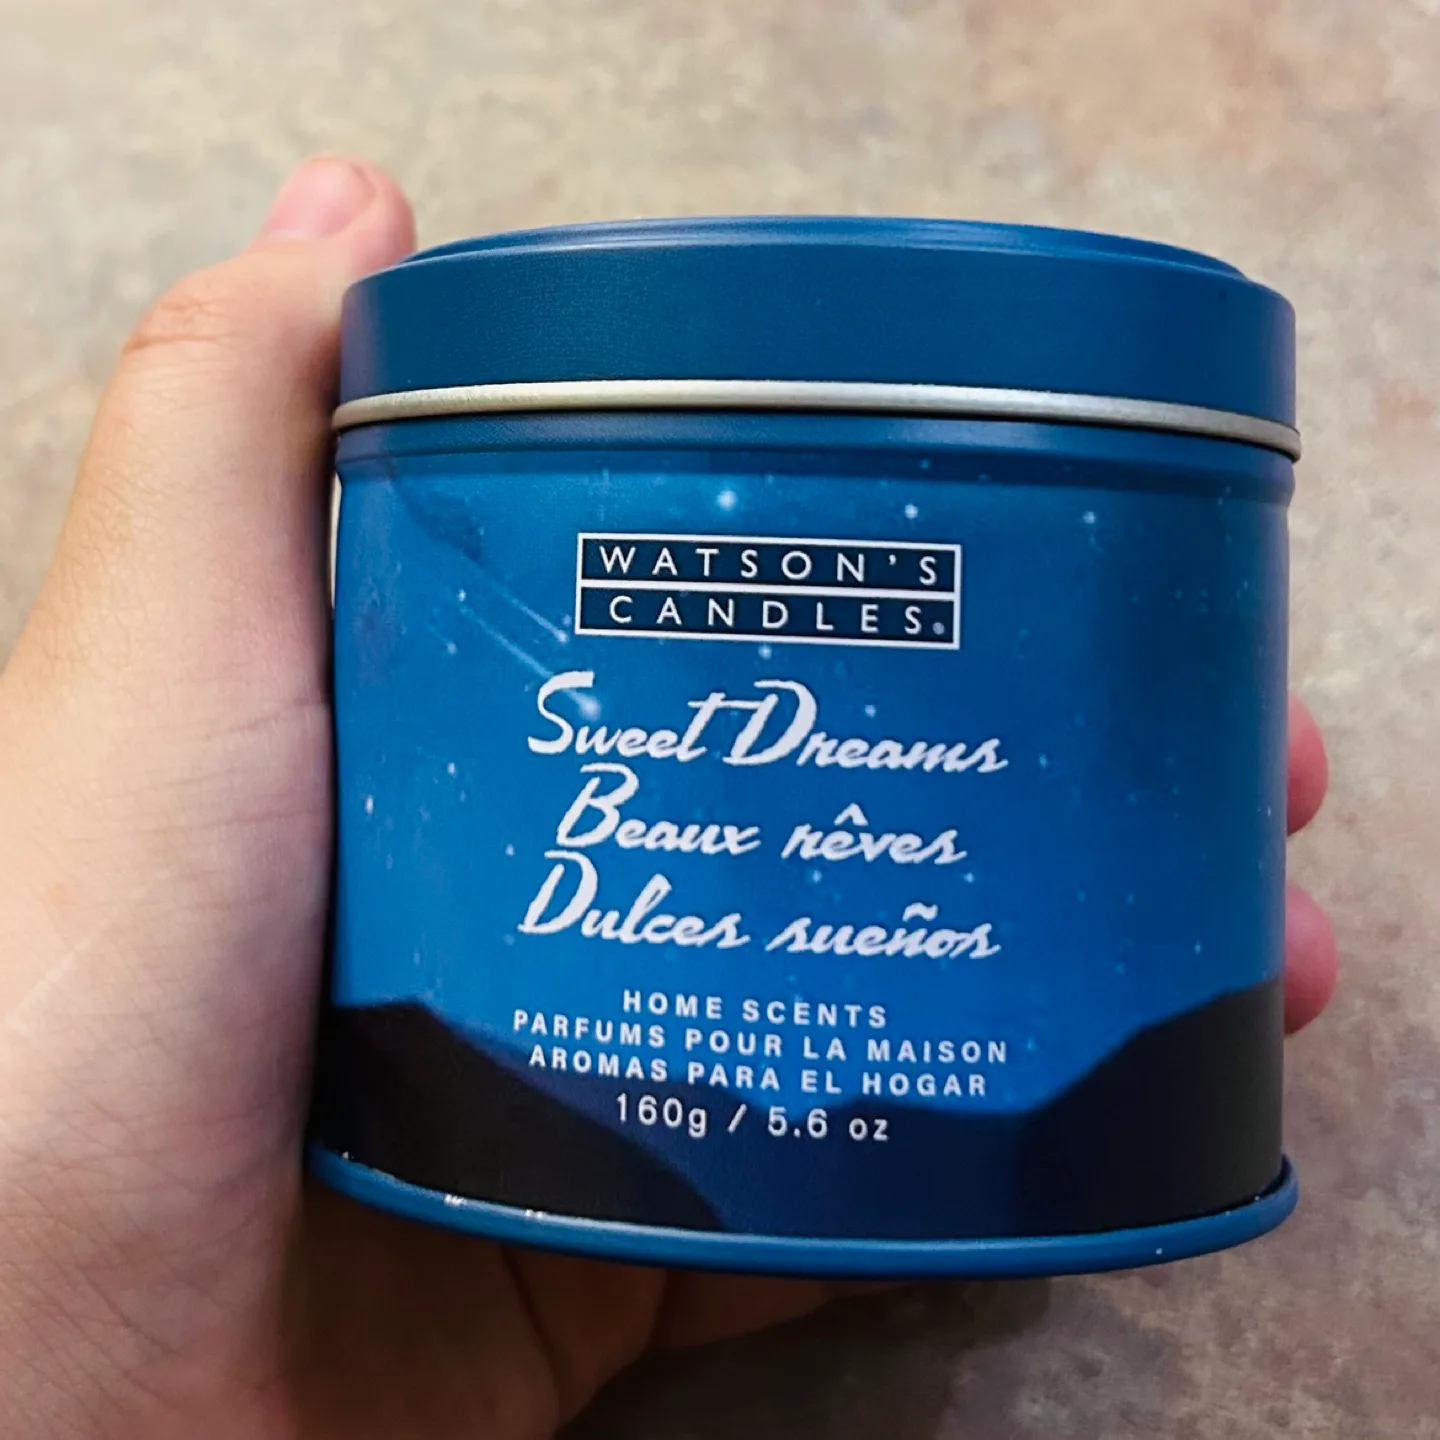 WATSON'S
CANDLES®
Sweet Dreams
Beaux rêves
Dulces sueños
HOME SCENTS
PARFUMS POUR LA MAISON
AROMAS PARA EL HOGAR
160g / 5.6 oz